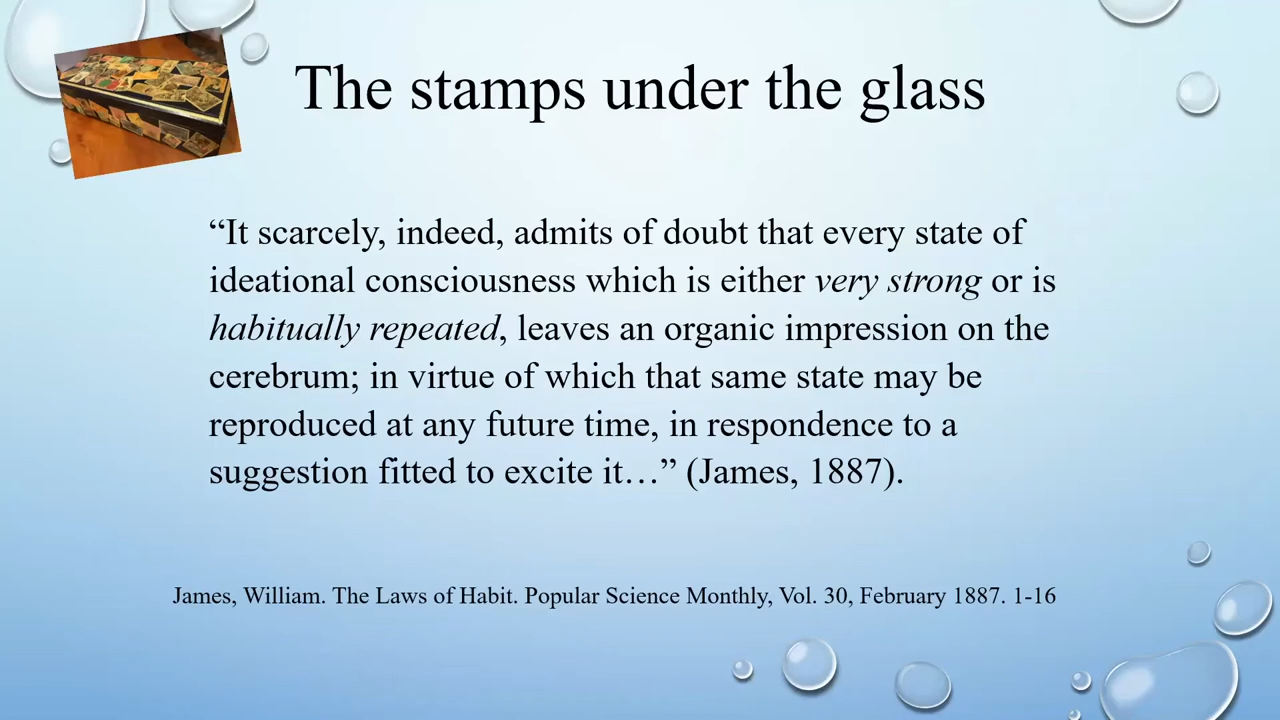 The stamps under the glass
“It scarcely, indeed, admits of doubt that every state of
ideational consciousness which is either very strong or is
habitually repeated, leaves an organic impression on the
cerebrum; in virtue of which that same state may be
reproduced at any future time, in respondence to a
suggestion fitted to excite it…” (James, 1887).
James, William. The Laws of Habit. Popular Science Monthly, Vol. 30, February 1887. 1-16